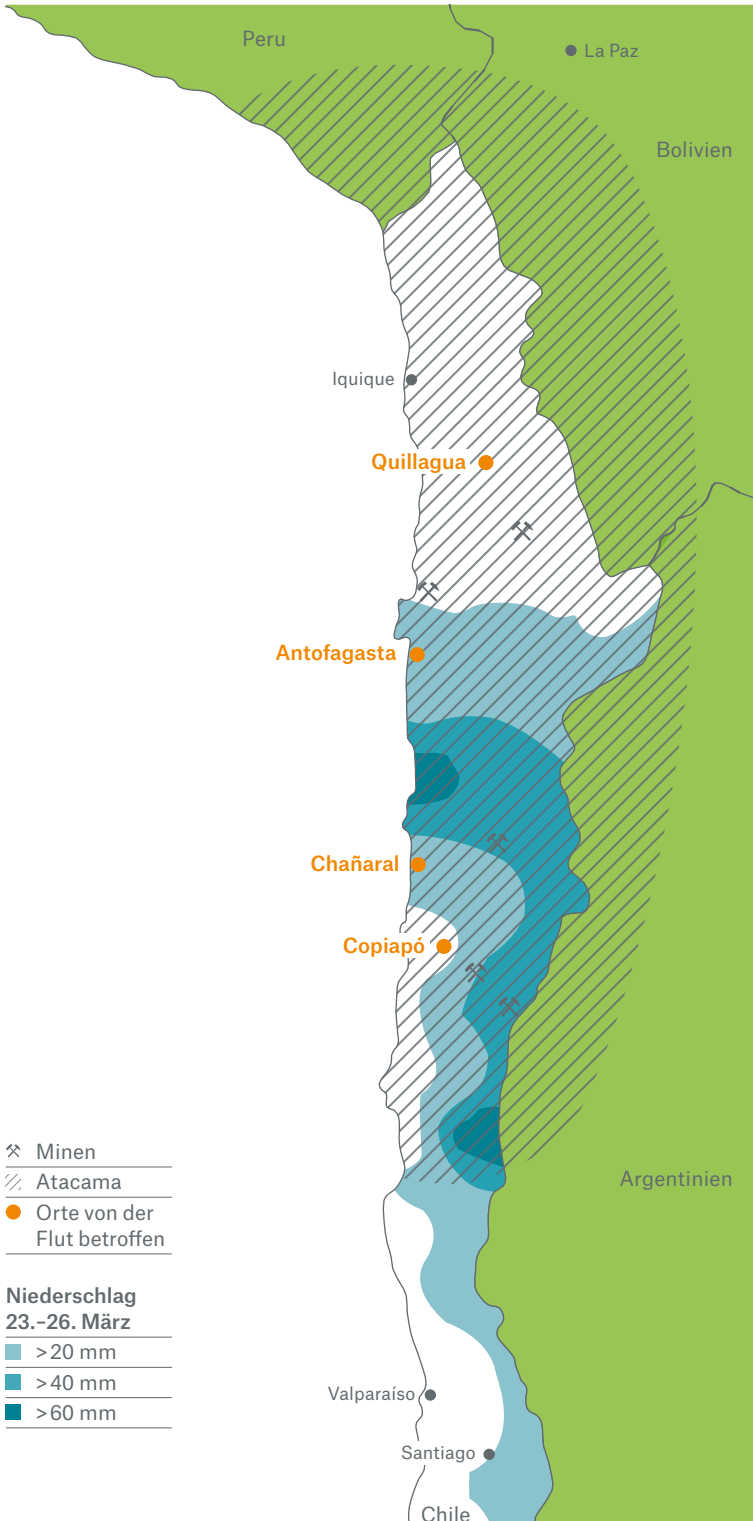 Peru
La Paz
Bolivien
Iquique
Quillagua
Antofagasta
Chañaral
Copiapó
Argentinien
Valparaíso
Santiago
Chile
Minen
Atacama
Orte von der
Flut betroffen
Niederschlag
23.–26. März
>20 mm
>40 mm
>60 mm